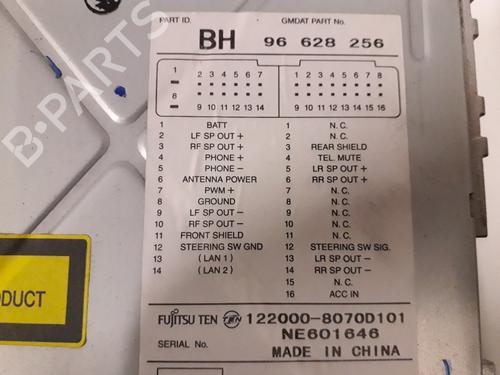 PART ID. GMDAT PART No.
BH 96 628 256
1 2 3 4 5 6 7 1 2 3 4 5 6 7 8
8 9 10 11 12 13 14 9 10 11 12 13 14 15 16
1 BATT 1 N. C.
2 LF SP OUT + 2 N. C.
3 RF SP OUT + 3 REAR SHIELD
4 PHONE + 4 TEL. MUTE
5 PHONE − 5 LR SP OUT +
6 ANTENNA POWER 6 RR SP OUT +
7 PWM + 7 N. C.
8 GROUND 8 N. C.
9 LF SP OUT − 9 N. C.
10 RF SP OUT − 10 N. C.
11 FRONT SHIELD 11 N. C.
12 STEERING SW GND 12 STEERING SW SIG.
13 ( LAN 1 ) 13 LR SP OUT −
14 ( LAN 2 ) 14 RR SP OUT −
15 N. C.
16 ACC IN
FUJITSU TEN TEN 122000-8070D101
NE601646
SERIAL No. MADE IN CHINA
PRODUCT
B-PARTS